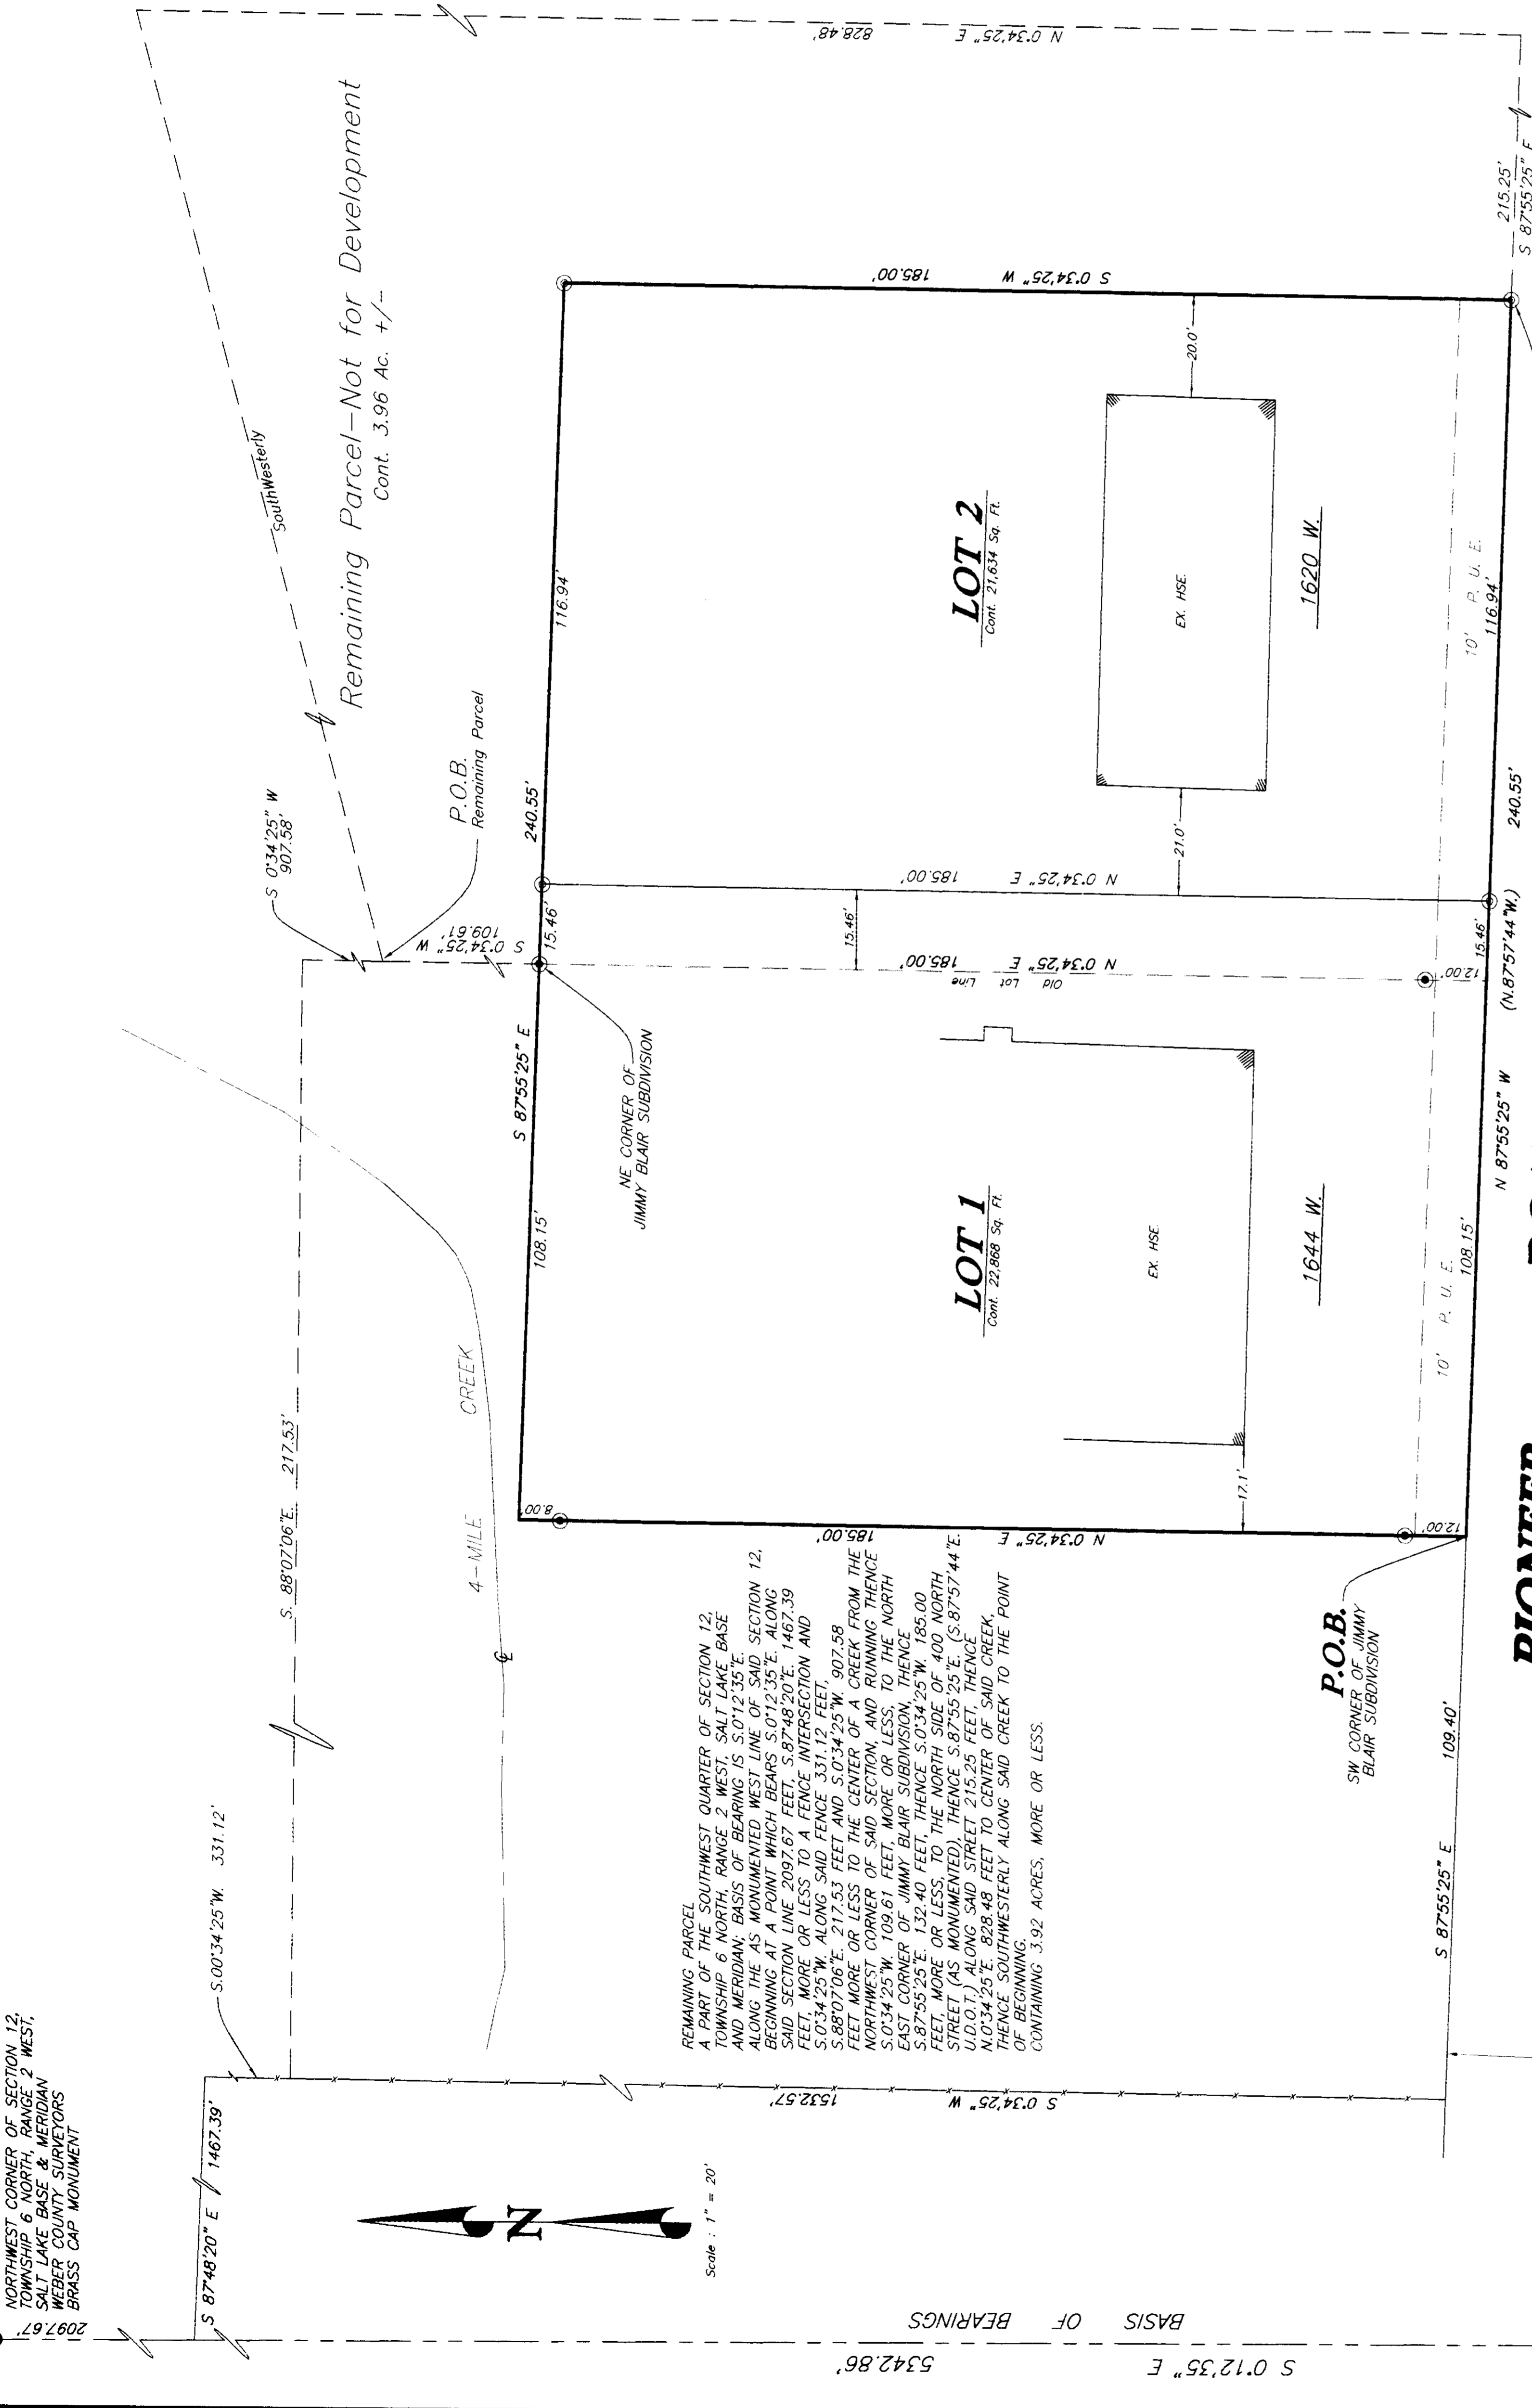 NORTHWEST CORNER OF SECTION 12,
TOWNSHIP 6 NORTH, RANGE 2 WEST,
SALT LAKE BASE & MERIDIAN
WEBER COUNTY SURVEYORS
BRASS CAP MONUMENT
2097.67'
S 87°48'20" E 1467.39'
S.00°34'25"W. 331.12'
S. 88°07'06"E. 217.53'
S 0°34'25" W
907.58'
SouthWesterly
N 0°34'25" E 828.48'
Remaining Parcel-Not for Development
Cont. 3.96 Ac. +/-
P.O.B.
Remaining Parcel
S 0°34'25" W
109.61'
4-MILE CREEK
℄
S 87°55'25" E 240.55'
108.15'
15.46'
116.94'
8.00'
NE CORNER OF
JIMMY BLAIR SUBDIVISION
N 0°34'25" E 185.00'
Old Lot Line
N 0°34'25" E 185.00'
15.46'
N 0°34'25" E 185.00'
S 0°34'25" W 185.00'
LOT 1
Cont. 22,868 Sq. Ft.
EX. HSE.
17.1'
1644 W.
LOT 2
Cont. 21,634 Sq. Ft.
EX. HSE.
21.0'
20.0'
1620 W.
REMAINING PARCEL
A PART OF THE SOUTHWEST QUARTER OF SECTION 12,
TOWNSHIP 6 NORTH, RANGE 2 WEST, SALT LAKE BASE
AND MERIDIAN; BASIS OF BEARING IS S.0°12'35"E.
ALONG THE AS MONUMENTED WEST LINE OF SAID SECTION 12,
BEGINNING AT A POINT WHICH BEARS S.0°12'35"E. ALONG
SAID SECTION LINE 2097.67 FEET, S.87°48'20"E. 1467.39
FEET, MORE OR LESS TO A FENCE INTERSECTION AND
S.0°34'25"W. ALONG SAID FENCE 331.12 FEET,
S.88°07'06"E. 217.53 FEET AND S.0°34'25"W. 907.58
FEET MORE OR LESS TO THE CENTER OF A CREEK FROM THE
NORTHWEST CORNER OF SAID SECTION, AND RUNNING THENCE
S.0°34'25"W. 109.61 FEET, MORE OR LESS, TO THE NORTH
EAST CORNER OF JIMMY BLAIR SUBDIVISION, THENCE
S.87°55'25"E. 132.40 FEET, THENCE S.0°34'25"W. 185.00
FEET, MORE OR LESS, TO THE NORTH SIDE OF 400 NORTH
STREET (AS MONUMENTED), THENCE S.87°55'25"E. (S.87°57'44"E.
U.D.O.T.) ALONG SAID STREET 215.25 FEET, THENCE
N.0°34'25"E. 828.48 FEET TO CENTER OF SAID CREEK,
THENCE SOUTHWESTERLY ALONG SAID CREEK TO THE POINT
OF BEGINNING.
CONTAINING 3.92 ACRES, MORE OR LESS.
S 0°34'25" W 1532.57'
Scale : 1" = 20'
N
BASIS OF BEARINGS
S 0°12'35" E 5342.86'
P.O.B.
SW CORNER OF JIMMY
BLAIR SUBDIVISION
12.00'
10' P. U. E.
12.00'
10' P. U. E.
S 87°55'25" E 109.40'
108.15'
15.46'
116.94'
N 87°55'25" W (N.87°57'44"W.) 240.55'
215.25'
S 87°55'25" E
PIONEER